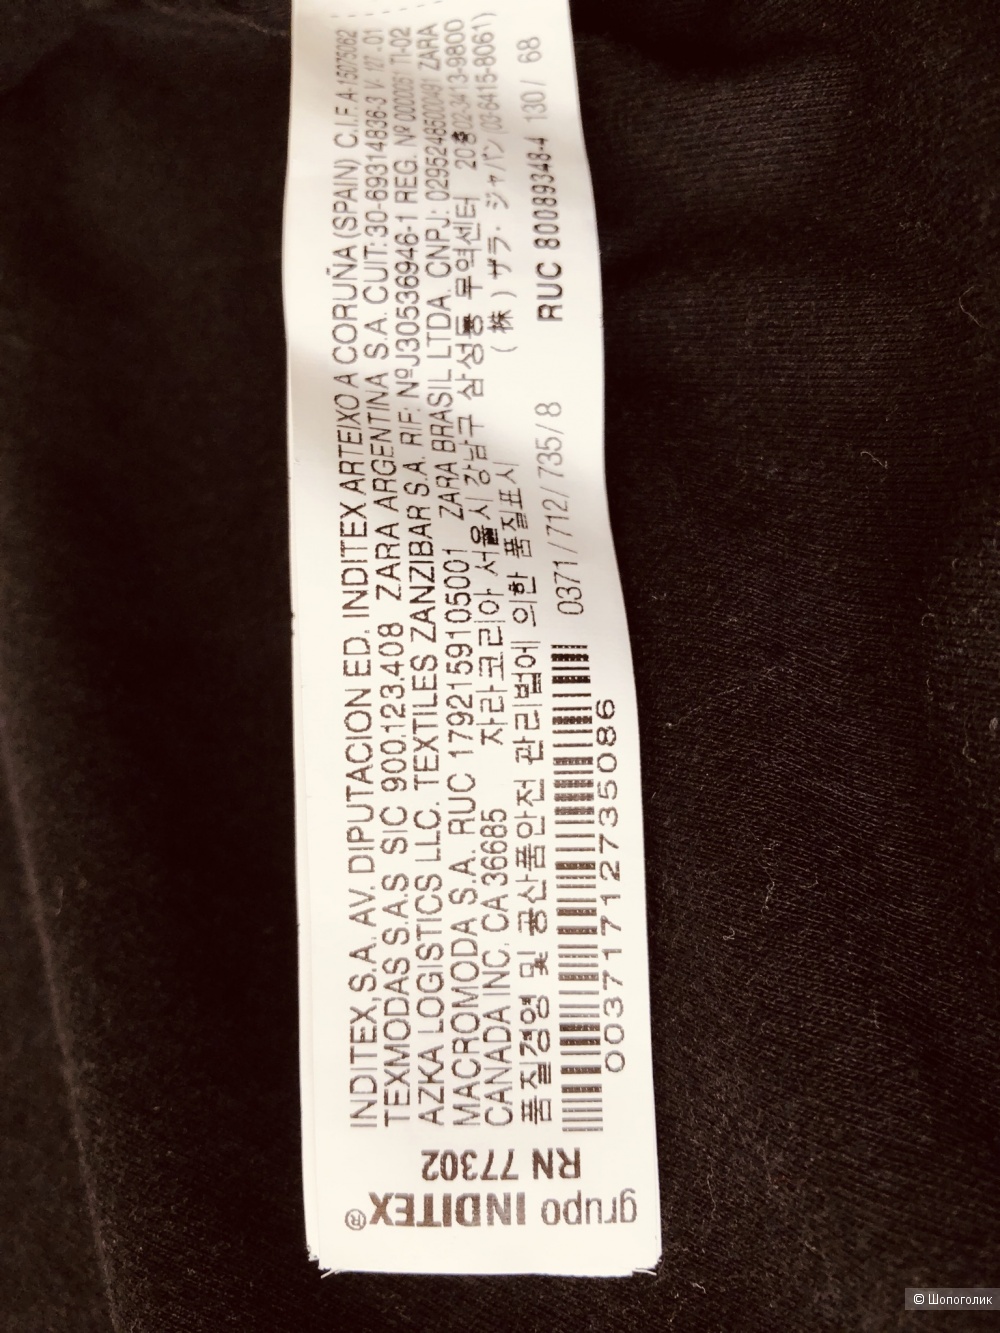 INDITEX, S.A. AV. DIPUTACION ED. INDITEX ARTEIXO A CORUÑA (SPAIN) C.I.F. A-15075062
TEXMODAS S.A.S SIC 900.123.408 ZARA ARGENTINA S.A. CUIT: 30-69314836-3 V. 127-01
AZKA LOGISTICS LLC. TEXTILES ZANZIBAR S.A. RIF: NºJ30536946-1 REG. Nº 0000051 TI-02
MACROMODA S.A. RUC 1792159105001 ZARA BRASIL LTDA. CNPJ: 02952485000491 ZARA
CANADA INC. CA 36685 자라코리아 서울시 강남구 삼성동 무역센터 20층 02-3413-9800
품질경영 및 공산품안전 관리법에 의한 품질표시 (株) ザラ・ジャパン (03-6415-8061)
0371/712/735/8 RUC 80089348-4 130/ 68
00371712735086
RN 77302
grupo INDITEX®
© Шопоголик